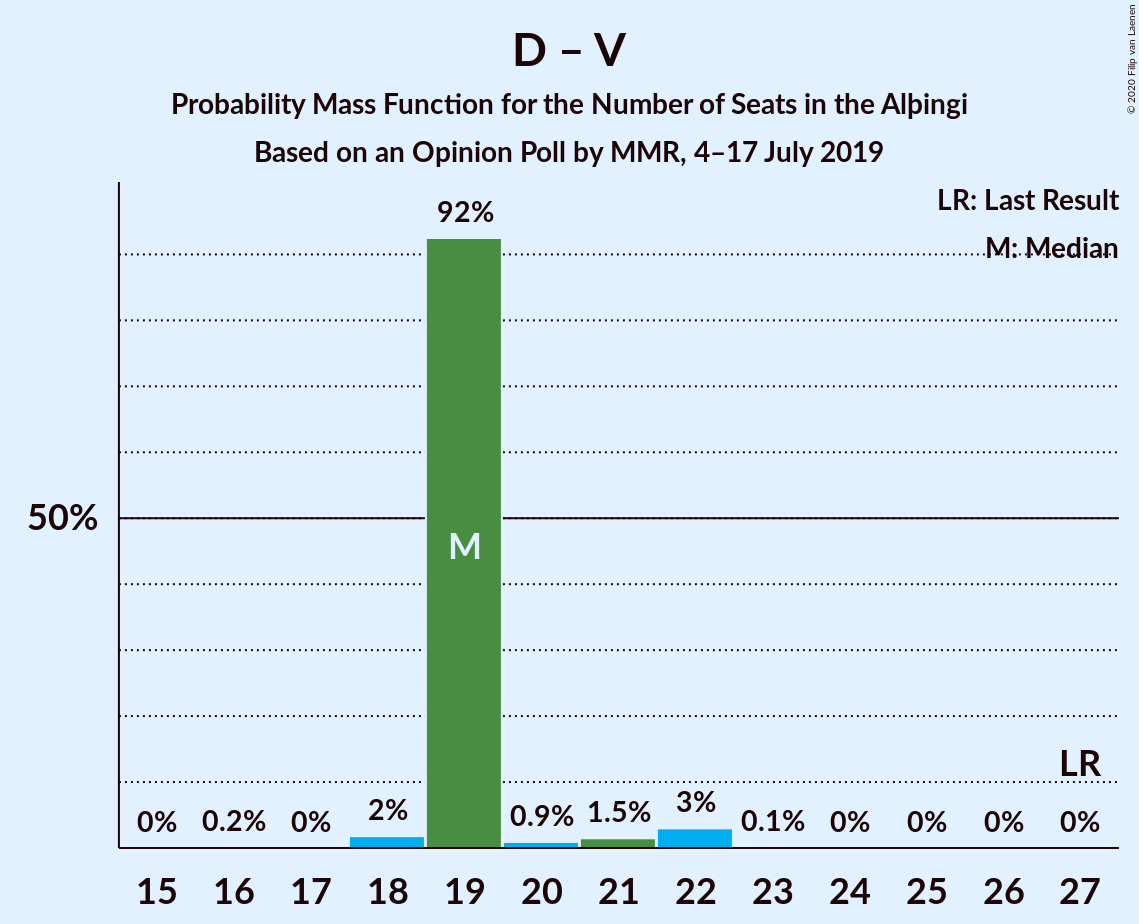 D – V
Probability Mass Function for the Number of Seats in the Alþingi
Based on an Opinion Poll by MMR, 4–17 July 2019
© 2020 Filip van Laenen
LR: Last Result
M: Median
92%
50%
M
LR
0% 0.2% 0% 2% 0.9% 1.5% 3% 0.1% 0% 0% 0% 0%
15 16 17 18 19 20 21 22 23 24 25 26 27